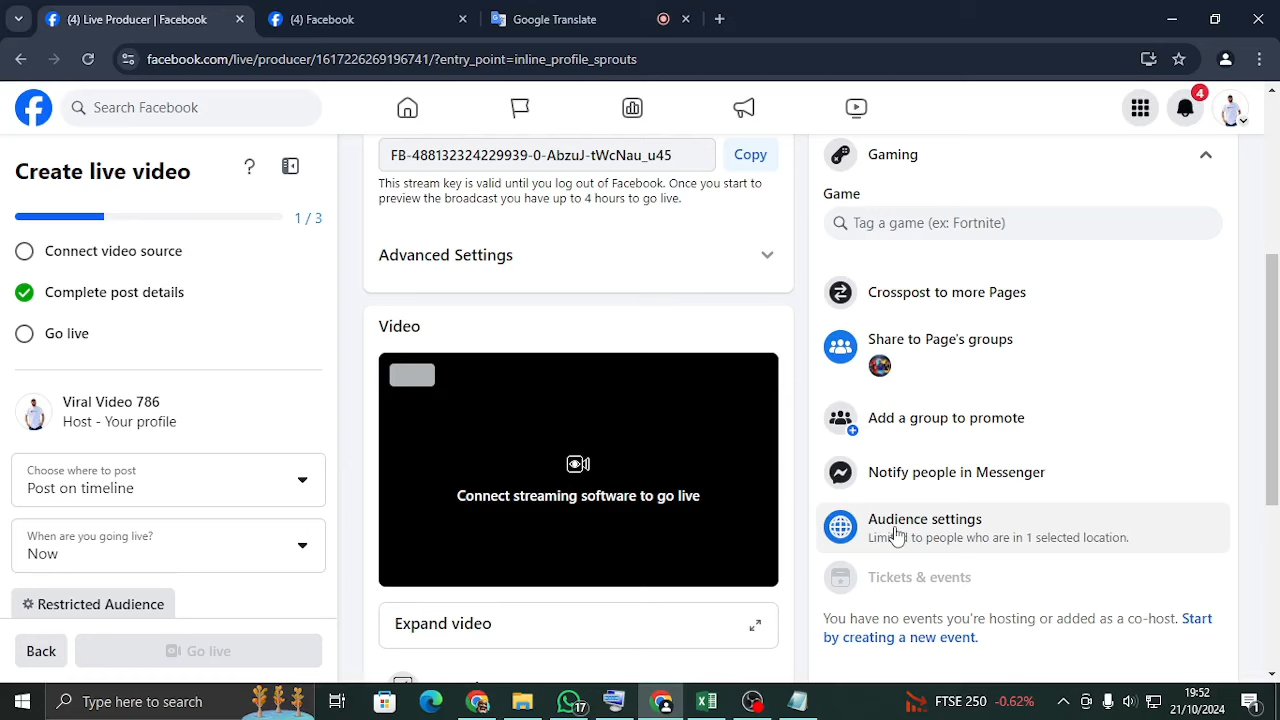 (4) Live Producer | Facebook
(4) Facebook
Google Translate
facebook.com/live/producer/1617226269196741/?entry_point=inline_profile_sprouts
Search Facebook
4
Create live video
1 / 3
Connect video source
Complete post details
Go live
Viral Video 786
Host - Your profile
Choose where to post
Post on timeline
When are you going live?
Now
Restricted Audience
Back
Go live
FB-488132324229939-0-AbzuJ-tWcNau_u45
Copy
This stream key is valid until you log out of Facebook. Once you start to
preview the broadcast you have up to 4 hours to go live.
Advanced Settings
Video
Connect streaming software to go live
Expand video
Gaming
Game
Tag a game (ex: Fortnite)
Crosspost to more Pages
Share to Page's groups
Add a group to promote
Notify people in Messenger
Audience settings
to people who are in 1 selected location.
Tickets & events
You have no events you're hosting or added as a co-host. Start
by creating a new event.
Type here to search
17
FTSE 250 -0.62%
19:52
21/10/2024
1